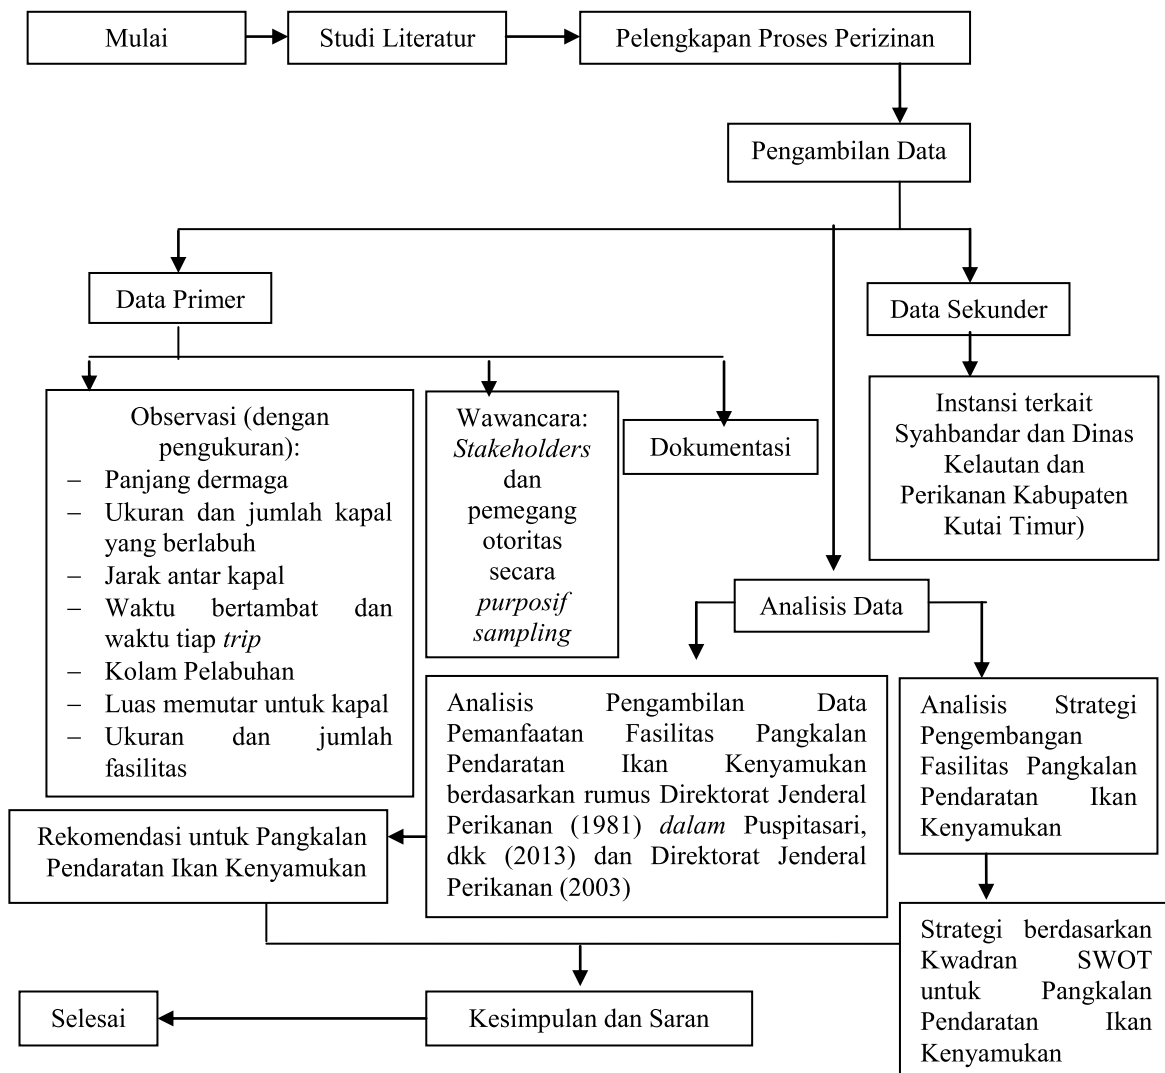 Mulai
Studi Literatur
Pelengkapan Proses Perizinan
Pengambilan Data
Data Primer
Data Sekunder
Observasi (dengan
pengukuran):
– Panjang dermaga
– Ukuran dan jumlah kapal
yang berlabuh
– Jarak antar kapal
– Waktu bertambat dan
waktu tiap trip
– Kolam Pelabuhan
– Luas memutar untuk kapal
– Ukuran dan jumlah
fasilitas
Wawancara:
Stakeholders
dan
pemegang
otoritas
secara
purposif
sampling
Dokumentasi
Instansi terkait
Syahbandar dan Dinas
Kelautan dan
Perikanan Kabupaten
Kutai Timur)
Analisis Data
Analisis Pengambilan Data
Pemanfaatan Fasilitas Pangkalan
Pendaratan Ikan Kenyamukan
berdasarkan rumus Direktorat Jenderal
Perikanan (1981) dalam Puspitasari,
dkk (2013) dan Direktorat Jenderal
Perikanan (2003)
Analisis Strategi
Pengembangan
Fasilitas Pangkalan
Pendaratan Ikan
Kenyamukan
Rekomendasi untuk Pangkalan
Pendaratan Ikan Kenyamukan
Strategi berdasarkan
Kwadran SWOT
untuk Pangkalan
Pendaratan Ikan
Kenyamukan
Kesimpulan dan Saran
Selesai